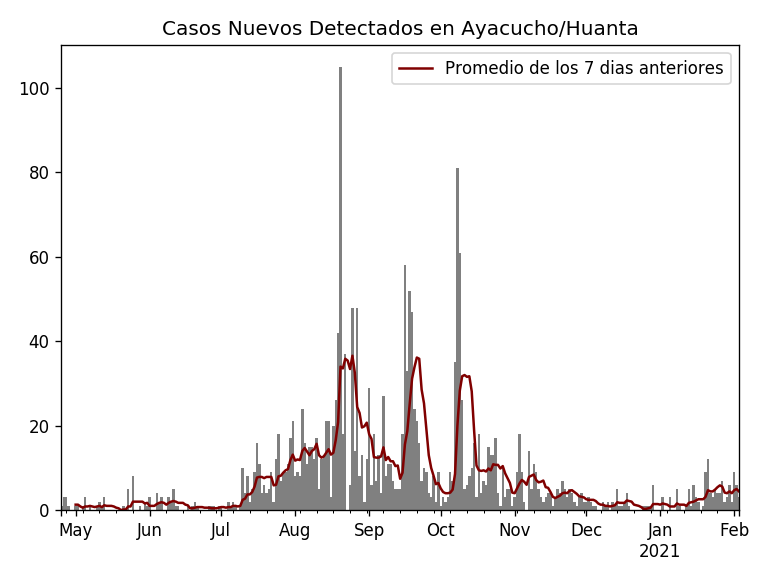 Casos Nuevos Detectados en Ayacucho/Huanta
Promedio de los 7 dias anteriores
100
80
60
40
20
0
May Jun Jul Aug Sep Oct Nov Dec Jan Feb
2021